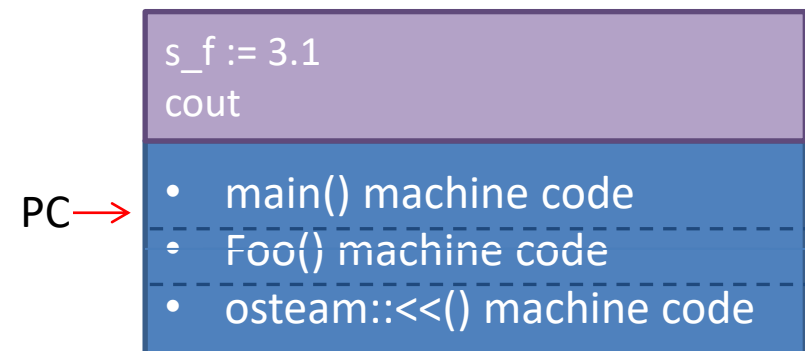 s_f := 3.1
cout
PC
• main() machine code
• Foo() machine code
• osteam::<<() machine code